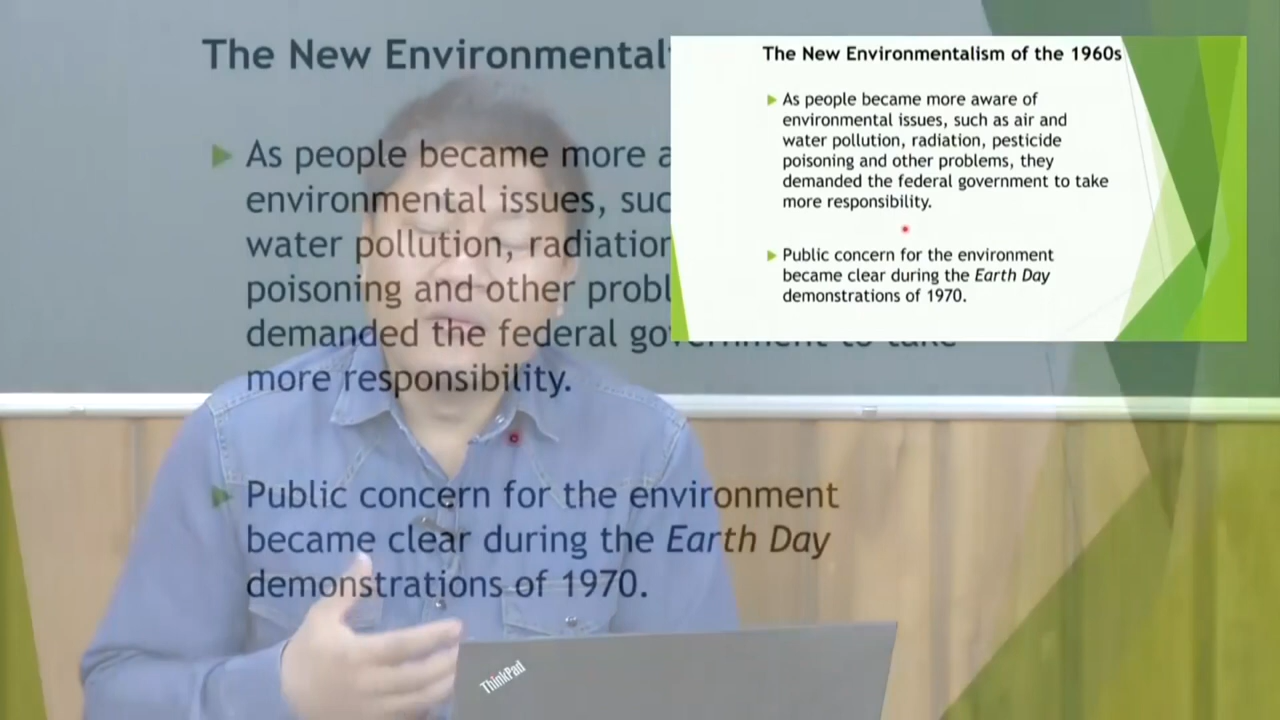 The New Environmentali
▶ As people became more a
environmental issues, suc
water pollution, radiation
poisoning and other probl
demanded the federal government to take
more responsibility.
▶ Public concern for the environment
became clear during the Earth Day
demonstrations of 1970.
The New Environmentalism of the 1960s
▶ As people became more aware of
environmental issues, such as air and
water pollution, radiation, pesticide
poisoning and other problems, they
demanded the federal government to take
more responsibility.
▶ Public concern for the environment
became clear during the Earth Day
demonstrations of 1970.
ThinkPad